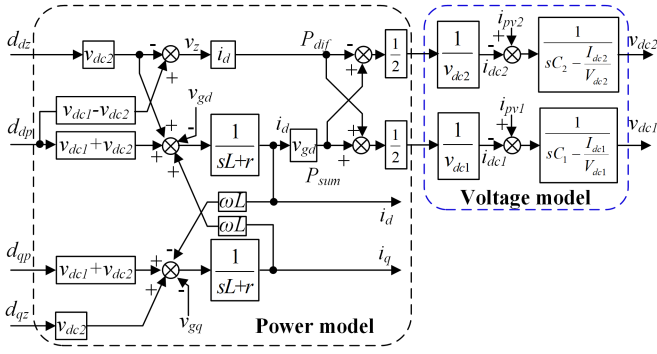 d_dz
v_dc2
-
v_z
+
i_d
P_dif
-
+
1/2
1/v_dc2
-
i_dc2
i_pv2
+
1/(sC_2-I_dc2/V_dc2)
v_dc2
v_dc1-v_dc2
v_gd
d_dp
v_dc1+v_dc2
+
+
-
+
1/(sL+r)
i_d
v_gd
P_sum
+
+
1/2
1/v_dc1
-
i_dc1
i_pv1
+
1/(sC_1-I_dc1/V_dc1)
v_dc1
Voltage model
ωL
i_d
ωL
d_qp
v_dc1+v_dc2
-
+
+
-
1/(sL+r)
i_q
d_qz
v_dc2
v_gq
Power model